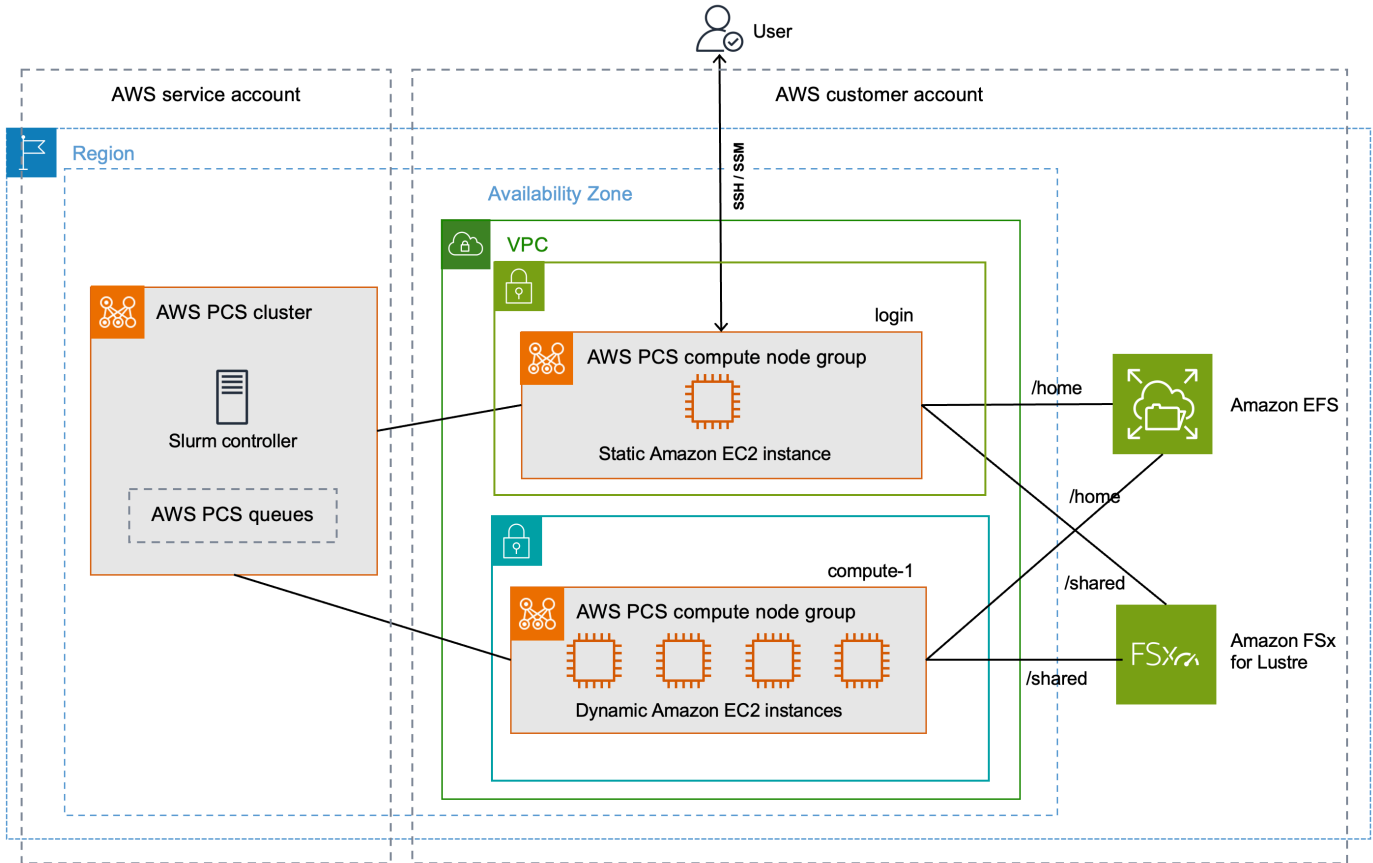 User
AWS service account
AWS customer account
SSH / SSM
Region
Availability Zone
VPC
AWS PCS cluster
Slurm controller
AWS PCS queues
login
AWS PCS compute node group
Static Amazon EC2 instance
/home
Amazon EFS
/home
compute-1
AWS PCS compute node group
Dynamic Amazon EC2 instances
/shared
/shared
FSx
Amazon FSx
for Lustre